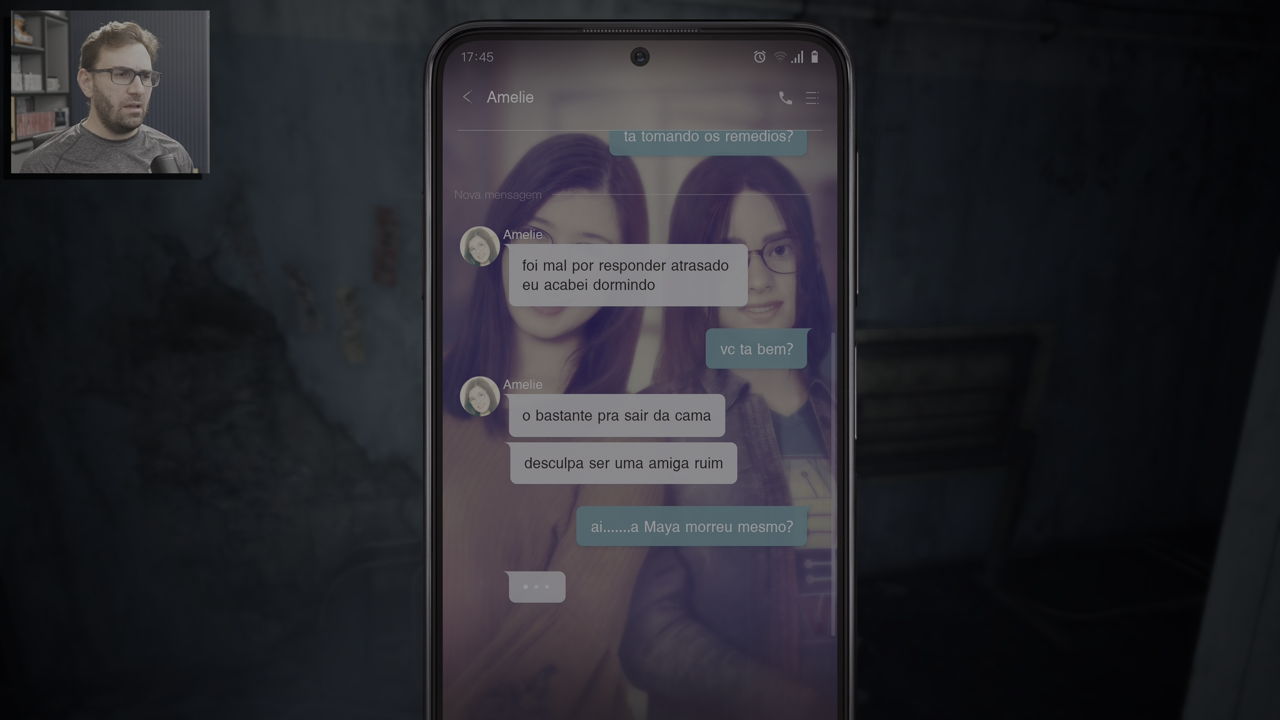 17:45
Amelie
ta tomando os remedios?
Nova mensagem
Amelie
foi mal por responder atrasado
eu acabei dormindo
vc ta bem?
Amelie
o bastante pra sair da cama
desculpa ser uma amiga ruim
ai.......a Maya morreu mesmo?